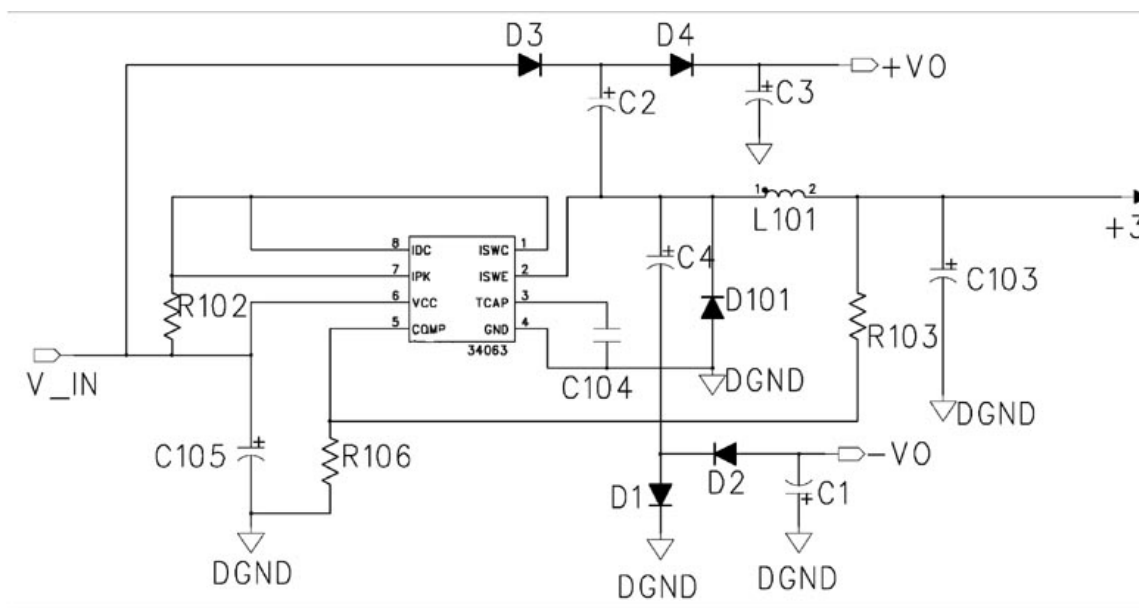 D3
D4
+VO
+ C2
+ C3
1
2
L101
+3
8 IDC ISWC 1
7 IPK ISWE 2
6 VCC TCAP 3
5 COMP GND 4
34063
R102
+ C4
D101
+ C103
R103
V_IN
C104
DGND
DGND
C105 +
R106
-VO
D2
D1
+ C1
DGND
DGND
DGND